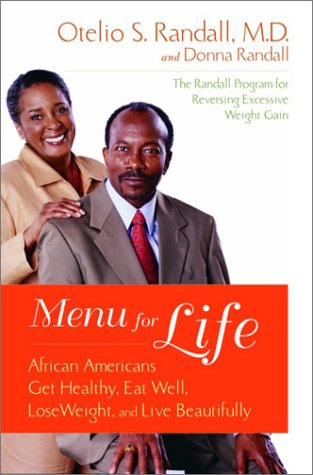 Otelio S. Randall, M.D.
and Donna Randall
The Randall Program for
Reversing Excessive
Weight Gain
Menu for Life
African Americans
Get Healthy, Eat Well,
LoseWeight, and Live Beautifully